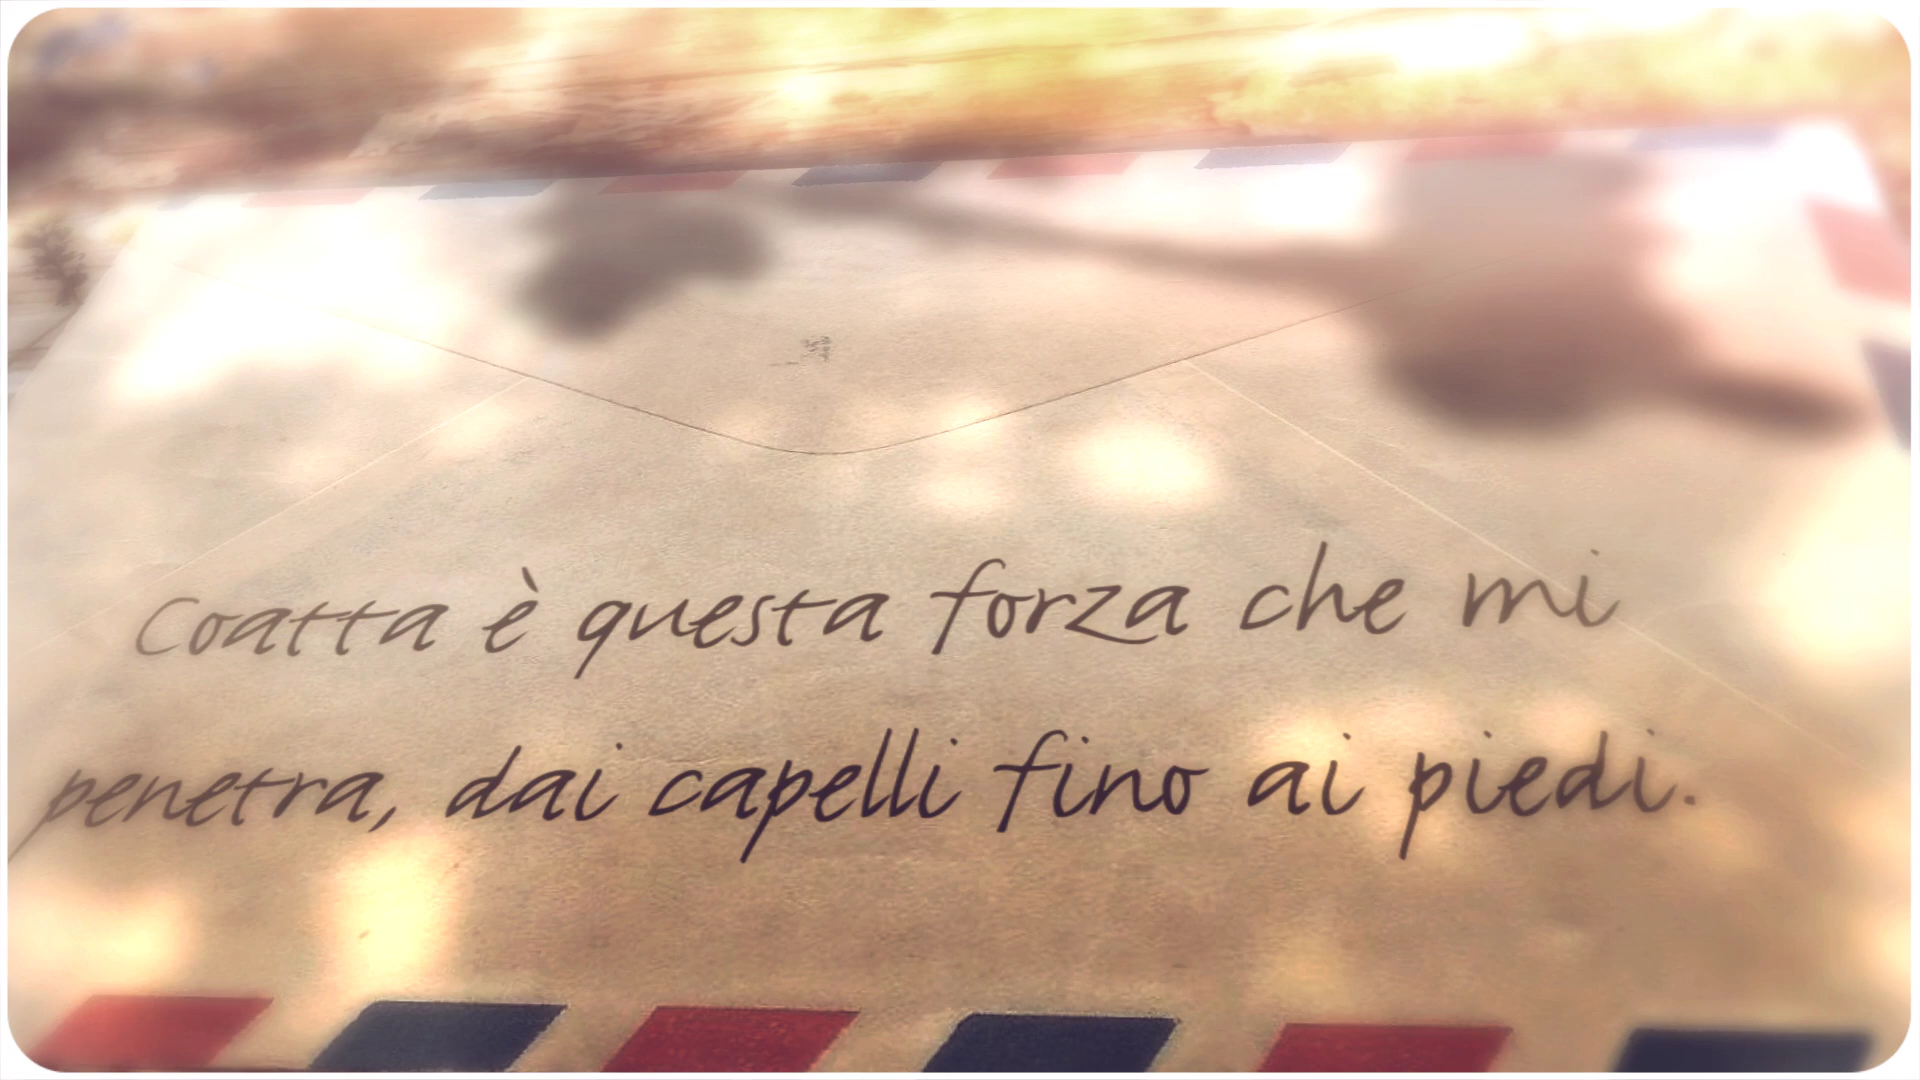 Coatta è questa forza che mi
penetra, dai capelli fino ai piedi.